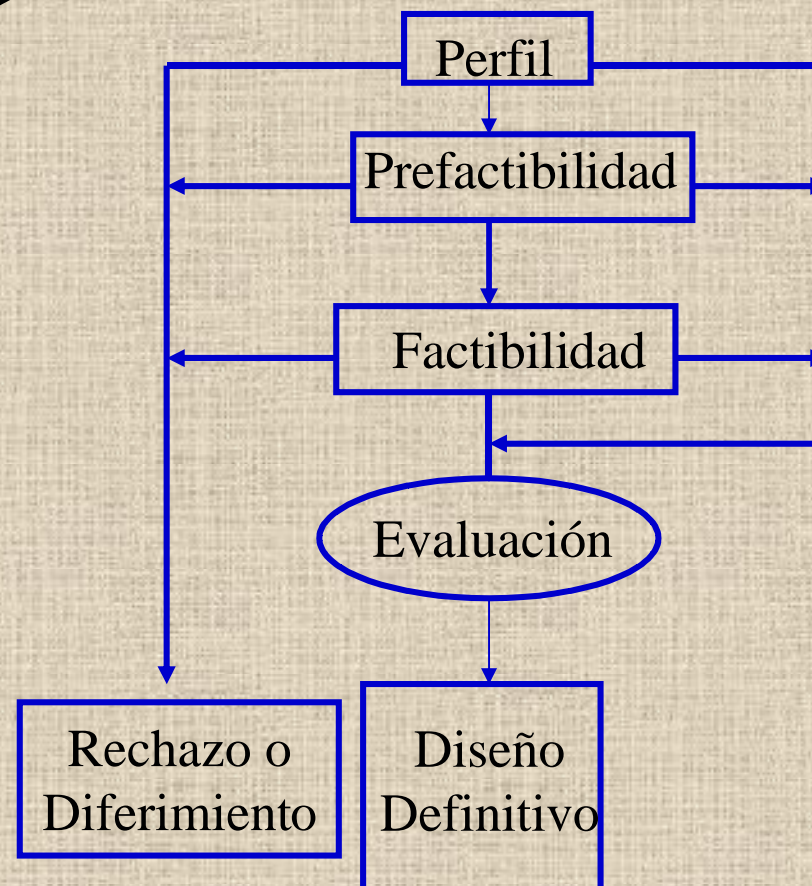 Perfil
Prefactibilidad
Factibilidad
Evaluación
Rechazo o
Diferimiento
Diseño
Definitivo